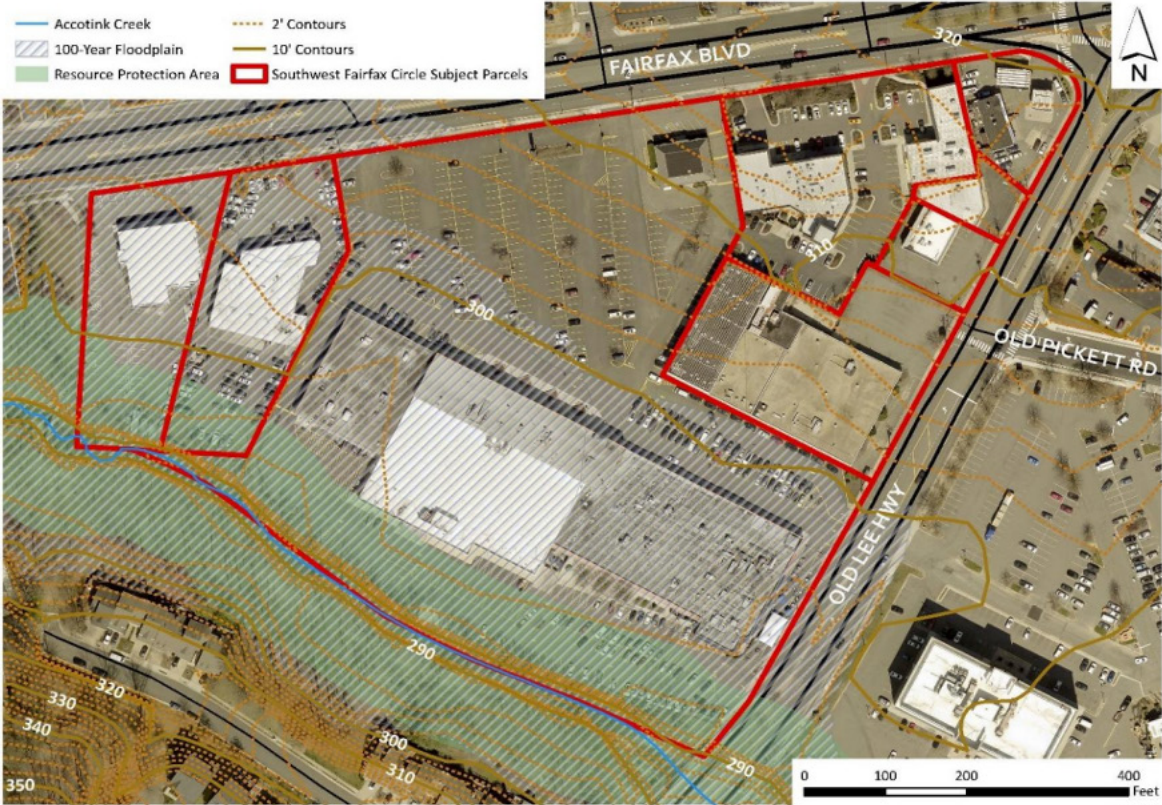 Accotink Creek
100-Year Floodplain
Resource Protection Area
2' Contours
10' Contours
Southwest Fairfax Circle Subject Parcels
N
FAIRFAX BLVD
320
310
300
OLD PICKETT RD
OLD LEE HWY
290
290
320
330
340
350
300
310
0 100 200 400
Feet